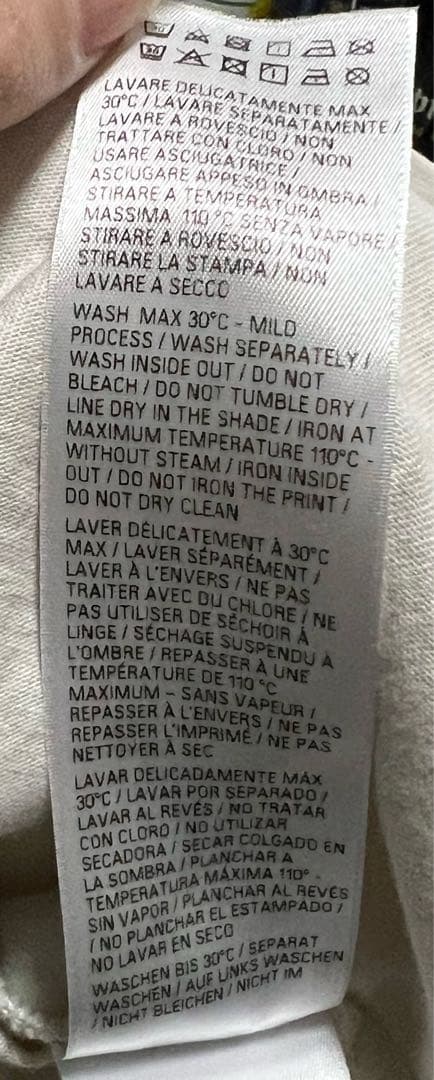 LAVARE DELICATAMENTE MAX
30°C / LAVARE SEPARATAMENTE /
LAVARE A ROVESCIO / NON
TRATTARE CON CLORO / NON
USARE ASCIUGATRICE /
ASCIUGARE APPESO IN OMBRA /
STIRARE A TEMPERATURA
MASSIMA 110 °C SENZA VAPORE /
STIRARE A ROVESCIO / NON
STIRARE LA STAMPA / NON
LAVARE A SECCO
WASH MAX 30°C - MILD
PROCESS / WASH SEPARATELY /
WASH INSIDE OUT / DO NOT
BLEACH / DO NOT TUMBLE DRY /
LINE DRY IN THE SHADE / IRON AT
MAXIMUM TEMPERATURE 110°C -
WITHOUT STEAM / IRON INSIDE
OUT / DO NOT IRON THE PRINT /
DO NOT DRY CLEAN
LAVER DÉLICATEMENT À 30°C
MAX / LAVER SÉPARÉMENT /
LAVER À L'ENVERS / NE PAS
TRAITER AVEC DU CHLORE / NE
PAS UTILISER DE SÉCHOIR À
LINGE / SÉCHAGE SUSPENDU À
L'OMBRE / REPASSER À UNE
TEMPÉRATURE DE 110 °C
MAXIMUM – SANS VAPEUR /
REPASSER À L'ENVERS / NE PAS
REPASSER L'IMPRIMÉ / NE PAS
NETTOYER À SEC
LAVAR DELICADAMENTE MÁX
30°C / LAVAR POR SEPARADO /
LAVAR AL REVÉS / NO TRATAR
CON CLORO / NO UTILIZAR
SECADORA / SECAR COLGADO EN
LA SOMBRA / PLANCHAR A
TEMPERATURA MÁXIMA 110° -
SIN VAPOR / PLANCHAR AL REVÉS
/ NO PLANCHAR EL ESTAMPADO /
NO LAVAR EN SECO
WASCHEN BIS 30°C / SEPARAT
WASCHEN / AUF LINKS WASCHEN
/ NICHT BLEICHEN / NICHT IM